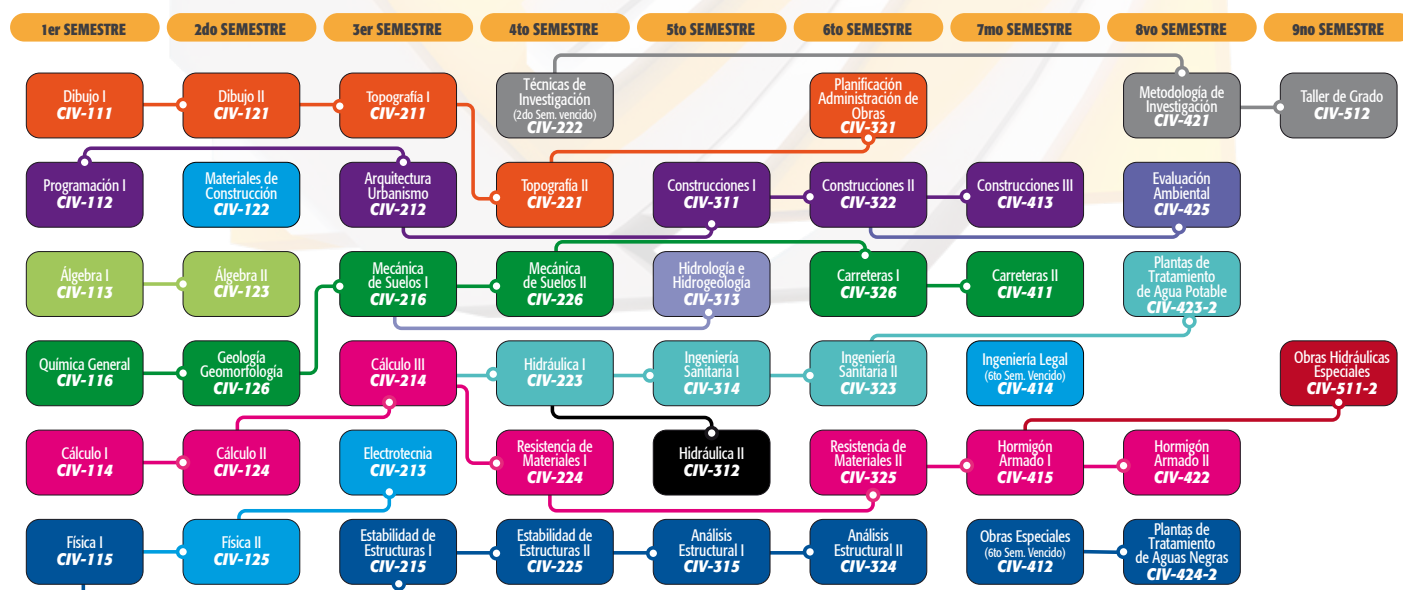 1er SEMESTRE
2do SEMESTRE
3er SEMESTRE
4to SEMESTRE
5to SEMESTRE
6to SEMESTRE
7mo SEMESTRE
8vo SEMESTRE
9no SEMESTRE
Dibujo I
CIV-111
Dibujo II
CIV-121
Topografía I
CIV-211
Técnicas de
Investigación
(2do Sem. vencido)
CIV-222
Planificación
Administración de
Obras
CIV-321
Metodología de
Investigación
CIV-421
Taller de Grado
CIV-512
Programación I
CIV-112
Materiales de
Construcción
CIV-122
Arquitectura
Urbanismo
CIV-212
Topografía II
CIV-221
Construcciones I
CIV-311
Construcciones II
CIV-322
Construcciones III
CIV-413
Evaluación
Ambiental
CIV-425
Álgebra I
CIV-113
Álgebra II
CIV-123
Mecánica
de Suelos I
CIV-216
Mecánica
de Suelos II
CIV-226
Hidrología e
Hidrogeología
CIV-313
Carreteras I
CIV-326
Carreteras II
CIV-411
Plantas de
Tratamiento
de Agua Potable
CIV-423-2
Química General
CIV-116
Geología
Geomorfología
CIV-126
Cálculo III
CIV-214
Hidráulica I
CIV-223
Ingeniería
Sanitaria I
CIV-314
Ingeniería
Sanitaria II
CIV-323
Ingeniería Legal
(6to Sem. Vencido)
CIV-414
Obras Hidráulicas
Especiales
CIV-511-2
Cálculo I
CIV-114
Cálculo II
CIV-124
Electrotecnia
CIV-213
Resistencia de
Materiales I
CIV-224
Hidráulica II
CIV-312
Resistencia de
Materiales II
CIV-325
Hormigón
Armado I
CIV-415
Hormigón
Armado II
CIV-422
Física I
CIV-115
Física II
CIV-125
Estabilidad de
Estructuras I
CIV-215
Estabilidad de
Estructuras II
CIV-225
Análisis
Estructural I
CIV-315
Análisis
Estructural II
CIV-324
Obras Especiales
(6to Sem. Vencido)
CIV-412
Plantas de
Tratamiento
de Aguas Negras
CIV-424-2